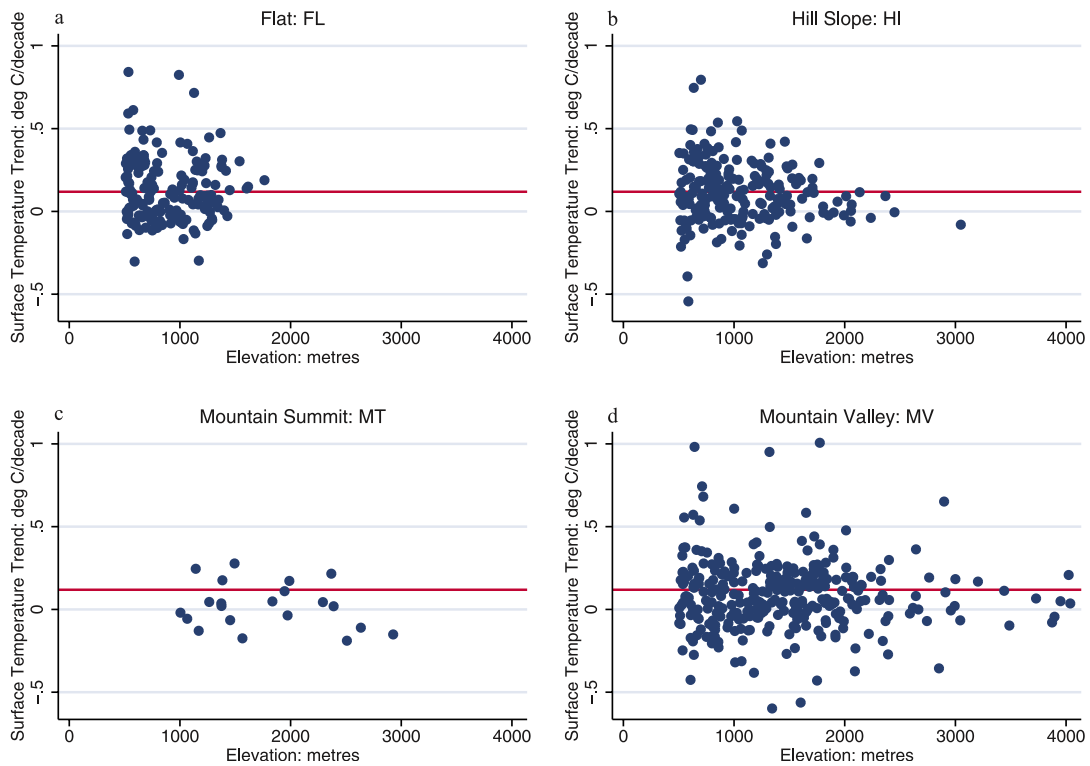 a Flat: FL
Surface Temperature Trend: deg C/decade
1
.5
0
-.5
0 1000 2000 3000 4000
Elevation: metres
b Hill Slope: HI
Surface Temperature Trend: deg C/decade
1
.5
0
-.5
0 1000 2000 3000 4000
Elevation: metres
c Mountain Summit: MT
Surface Temperature Trend: deg C/decade
1
.5
0
-.5
0 1000 2000 3000 4000
Elevation: metres
d Mountain Valley: MV
Surface Temperature Trend: deg C/decade
1
.5
0
-.5
0 1000 2000 3000 4000
Elevation: metres